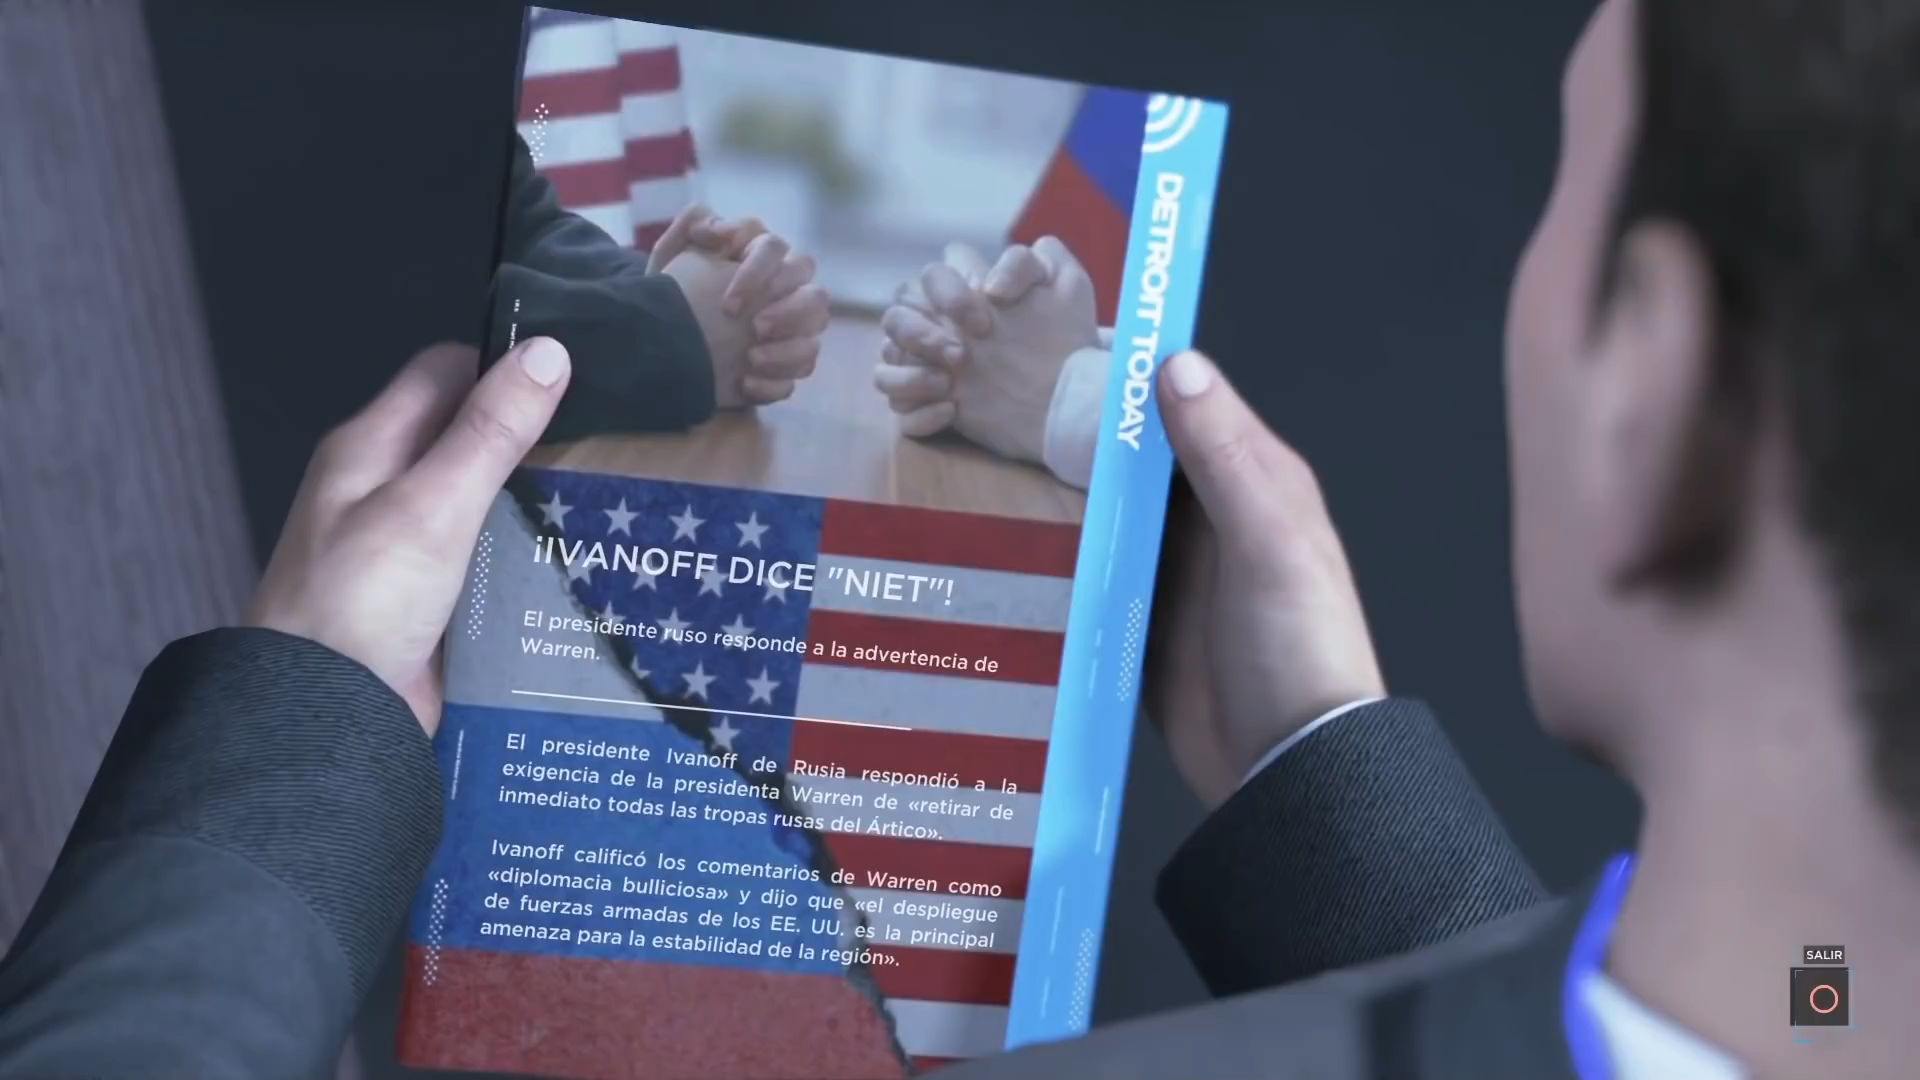 DETROIT TODAY
¡IVANOFF DICE "NIET"!
El presidente ruso responde a la advertencia de
Warren.
El presidente Ivanoff de Rusia respondió a la
exigencia de la presidenta Warren de «retirar de
inmediato todas las tropas rusas del Ártico».
Ivanoff calificó los comentarios de Warren como
«diplomacia bulliciosa» y dijo que «el despliegue
de fuerzas armadas de los EE. UU. es la principal
amenaza para la estabilidad de la región».
SALIR